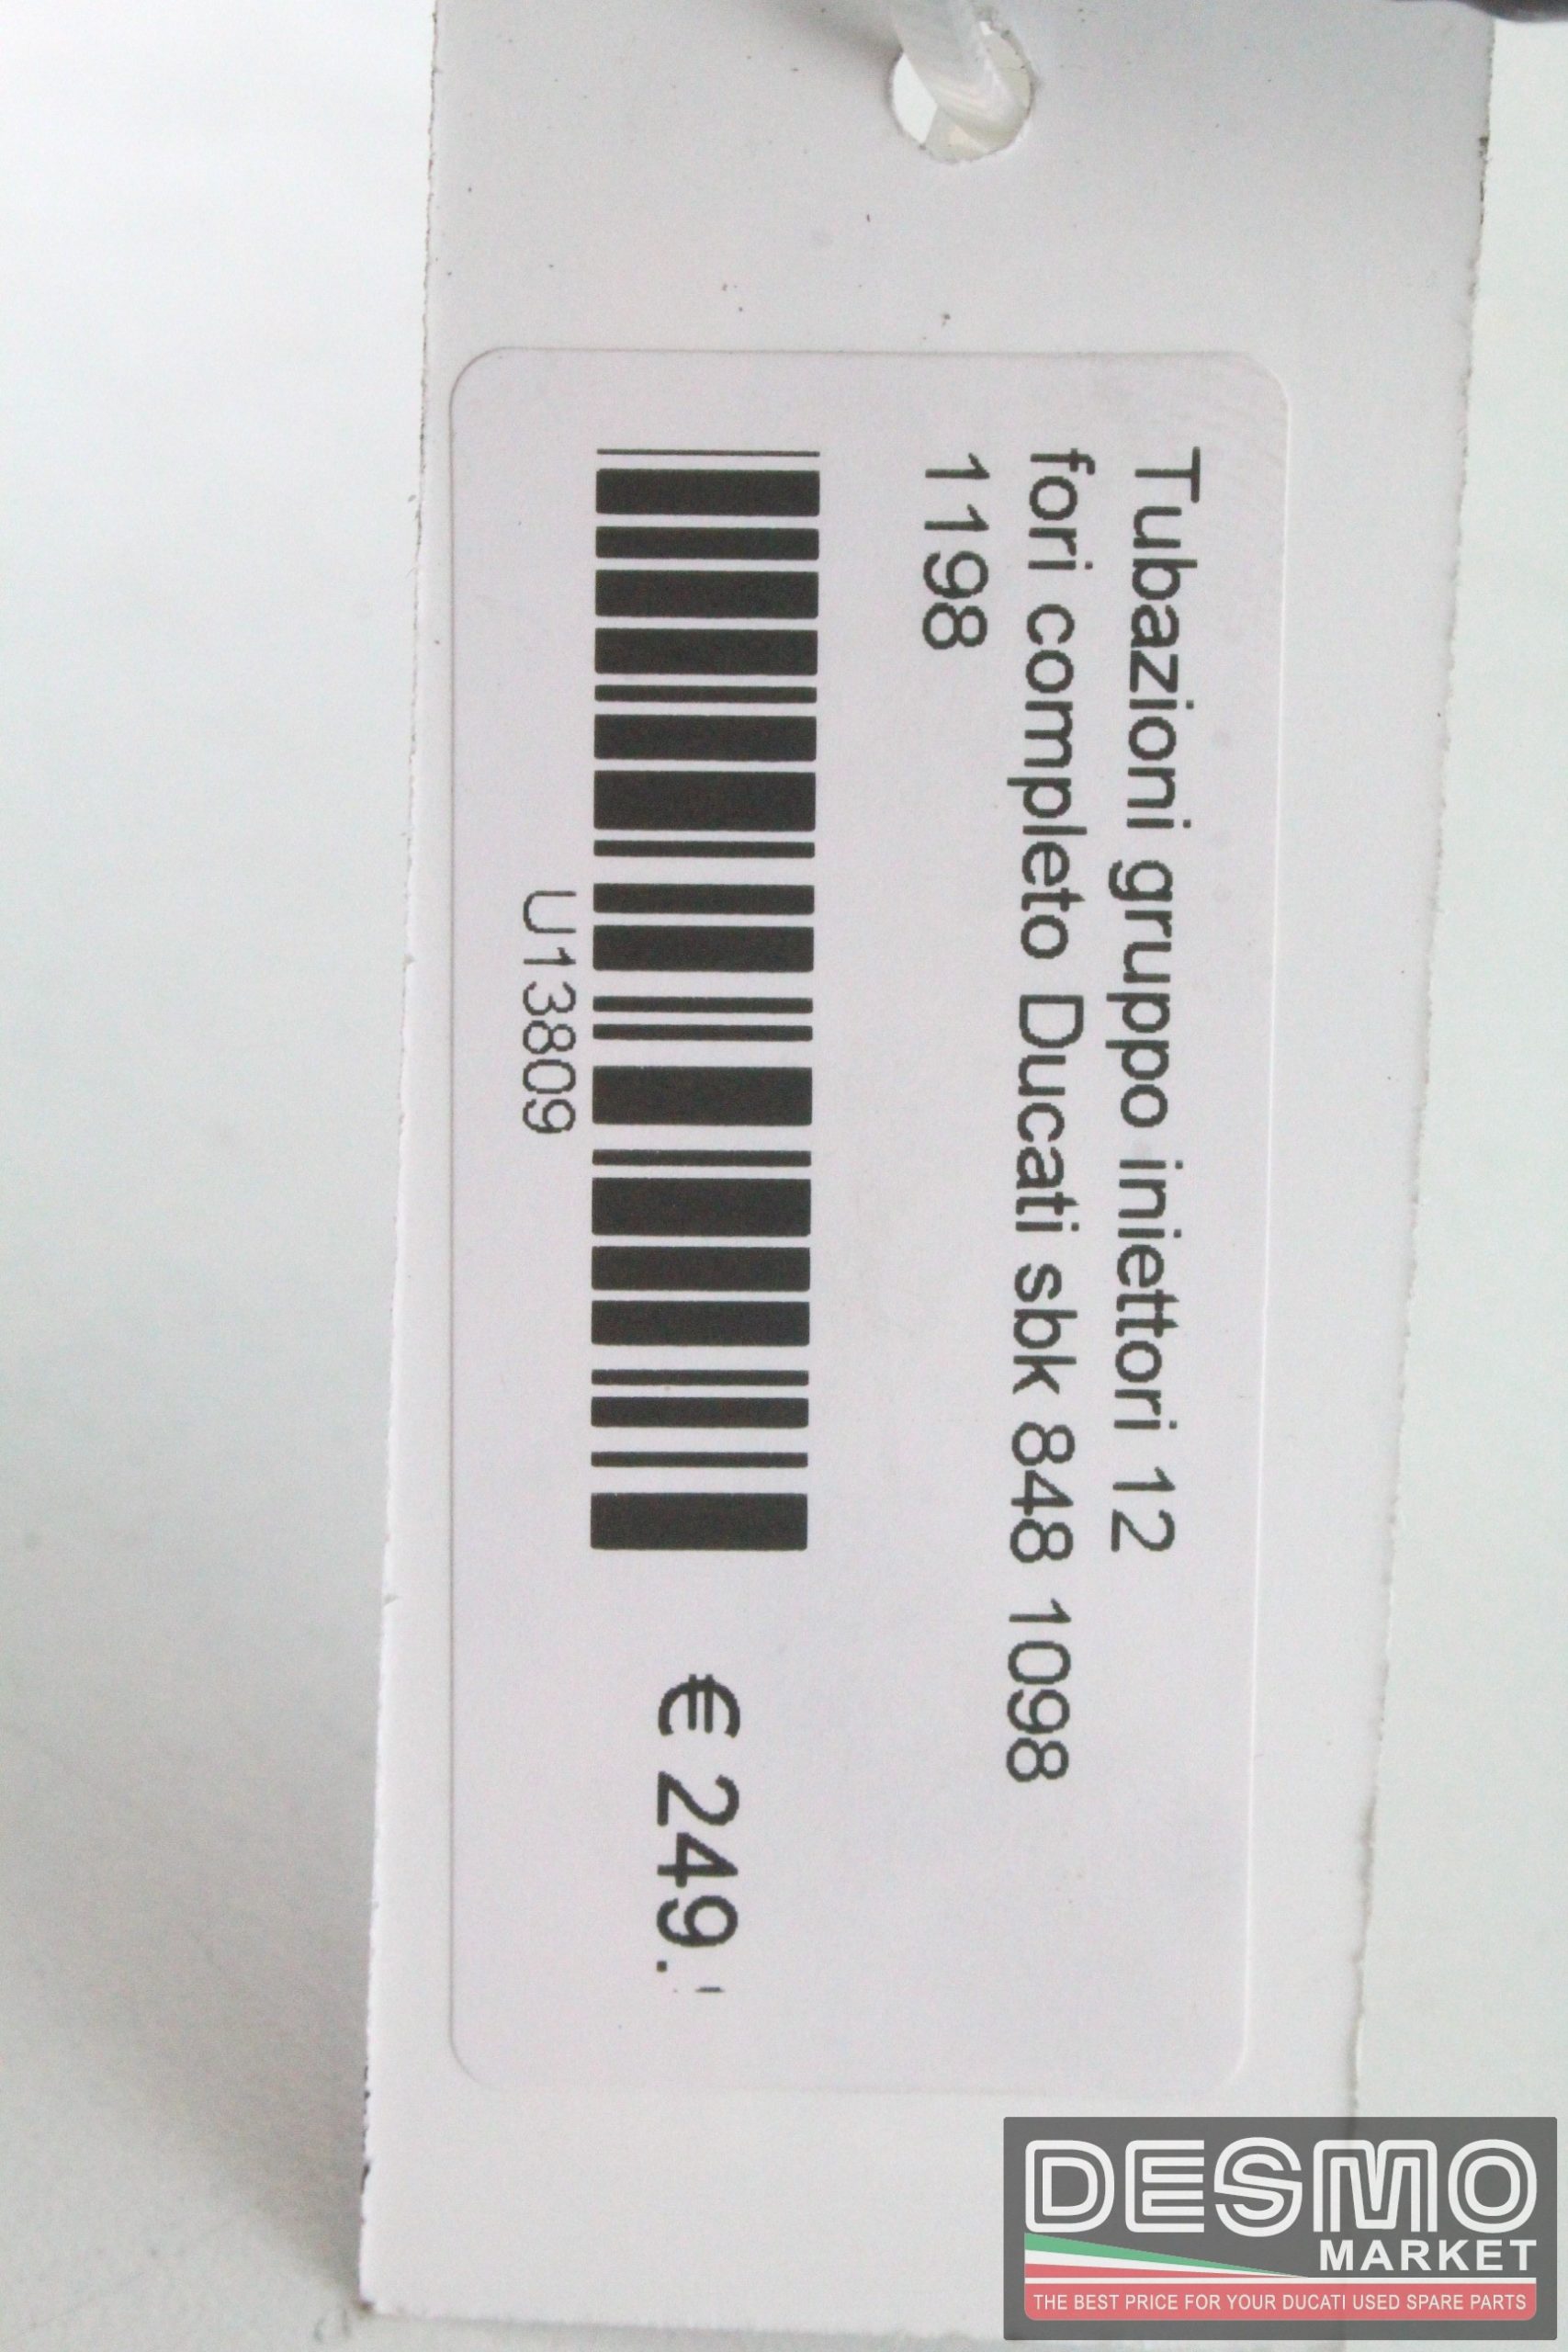 Tubazioni gruppo iniettori 12
fori completo Ducati sbk 848 1098
1198
U13809
€ 249.
DESMO
MARKET
THE BEST PRICE FOR YOUR DUCATI USED SPARE PARTS